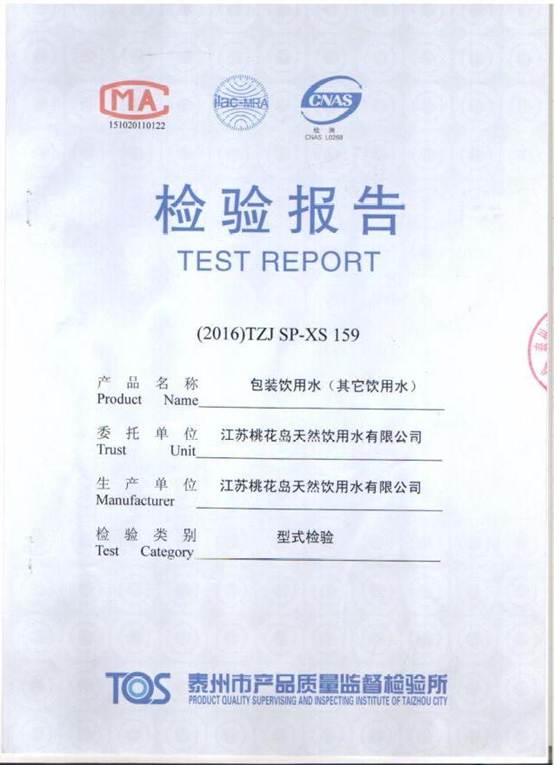 CMA
ilac-MRA
CNAS
151020110122
检 测
CNAS L0268
检验报告
TEST REPORT
(2016)TZJ SP-XS 159
产品名称 包装饮用水（其它饮用水）
Product Name
委托单位 江苏桃花岛天然饮用水有限公司
Trust Unit
生产单位 江苏桃花岛天然饮用水有限公司
Manufacturer
检验类别 型式检验
Test Category
TQS 泰州市产品质量监督检验所
PRODUCT QUALITY SUPERVISING AND INSPECTING INSTITUTE OF TAIZHOU CITY